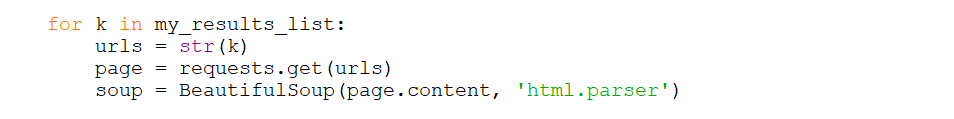 for k in my_results_list:
    urls = str(k)
    page = requests.get(urls)
    soup = BeautifulSoup(page.content, 'html.parser')